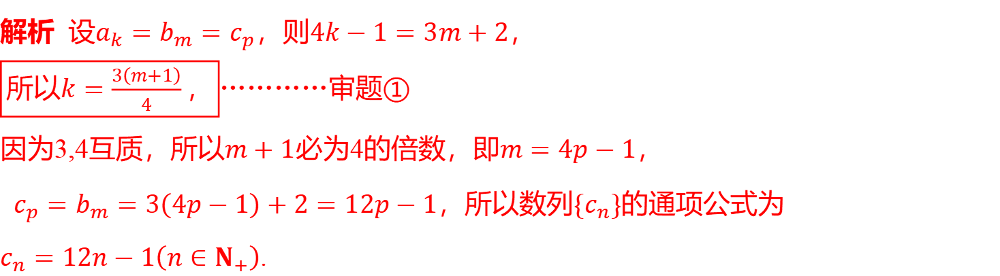 解析 设$a_k = b_m = c_p$，则$4k - 1 = 3m + 2$，
所以$k = \frac{3(m+1)}{4}$，…………审题①
因为3,4互质，所以$m + 1$必为4的倍数，即$m = 4p - 1$，
$c_p = b_m = 3(4p - 1) + 2 = 12p - 1$，所以数列$\{c_n\}$的通项公式为
$c_n = 12n - 1(n \in \mathbf{N}_+)$.